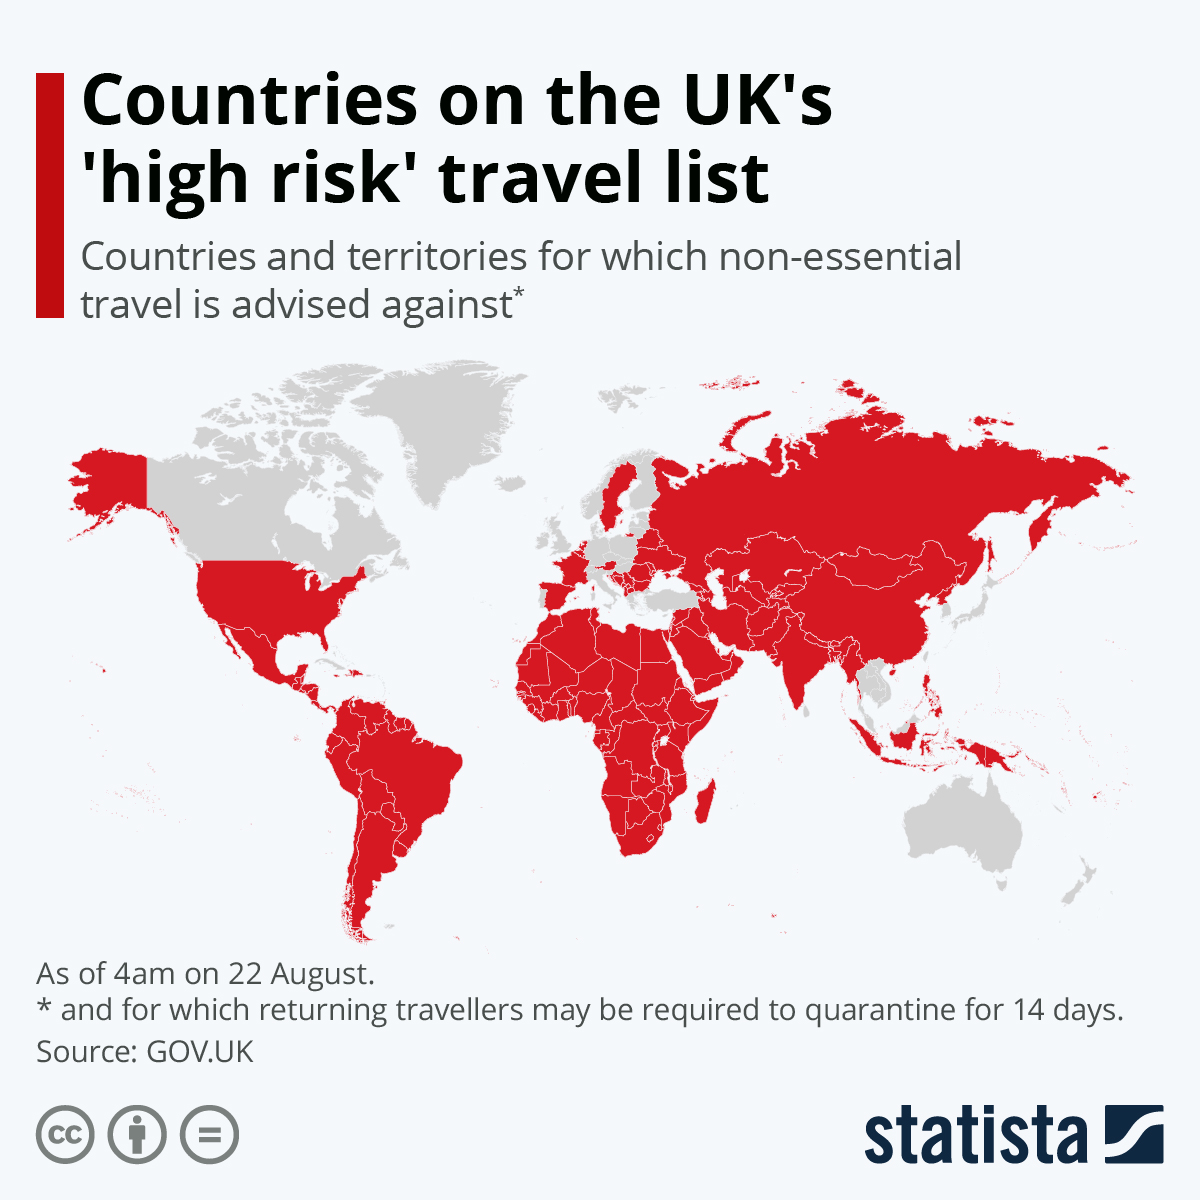 Countries on the UK's
'high risk' travel list
Countries and territories for which non-essential
travel is advised against*
As of 4am on 22 August.
* and for which returning travellers may be required to quarantine for 14 days.
Source: GOV.UK
cc
statista